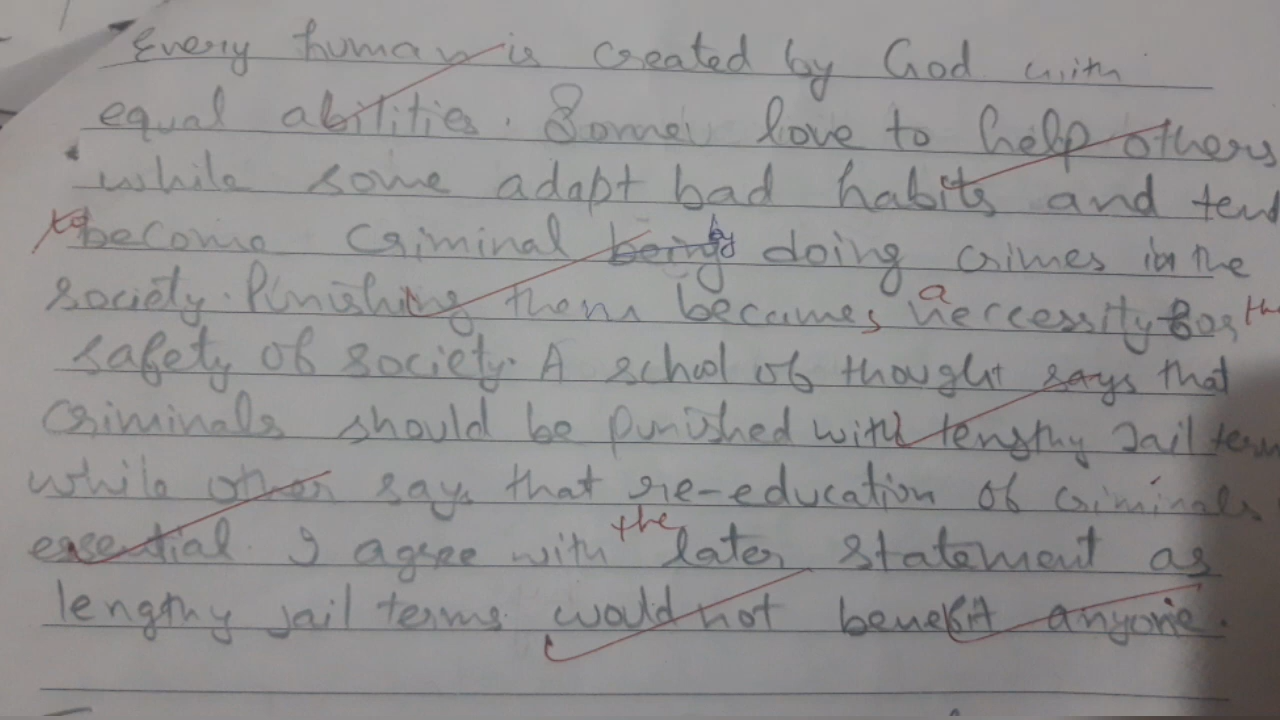 Every human is created by God with
equal abilities. Some love to help others
while some adapt bad habits and tend
to become criminal by doing crimes in the
society. Punishing them becames a neccessity for the
safety of society. A school of thought says that
criminals should be punished with lengthy jail term
while other says that re-education of criminals
essential. I agree with the later statement as
lengthy jail terms would not benefit anyone.